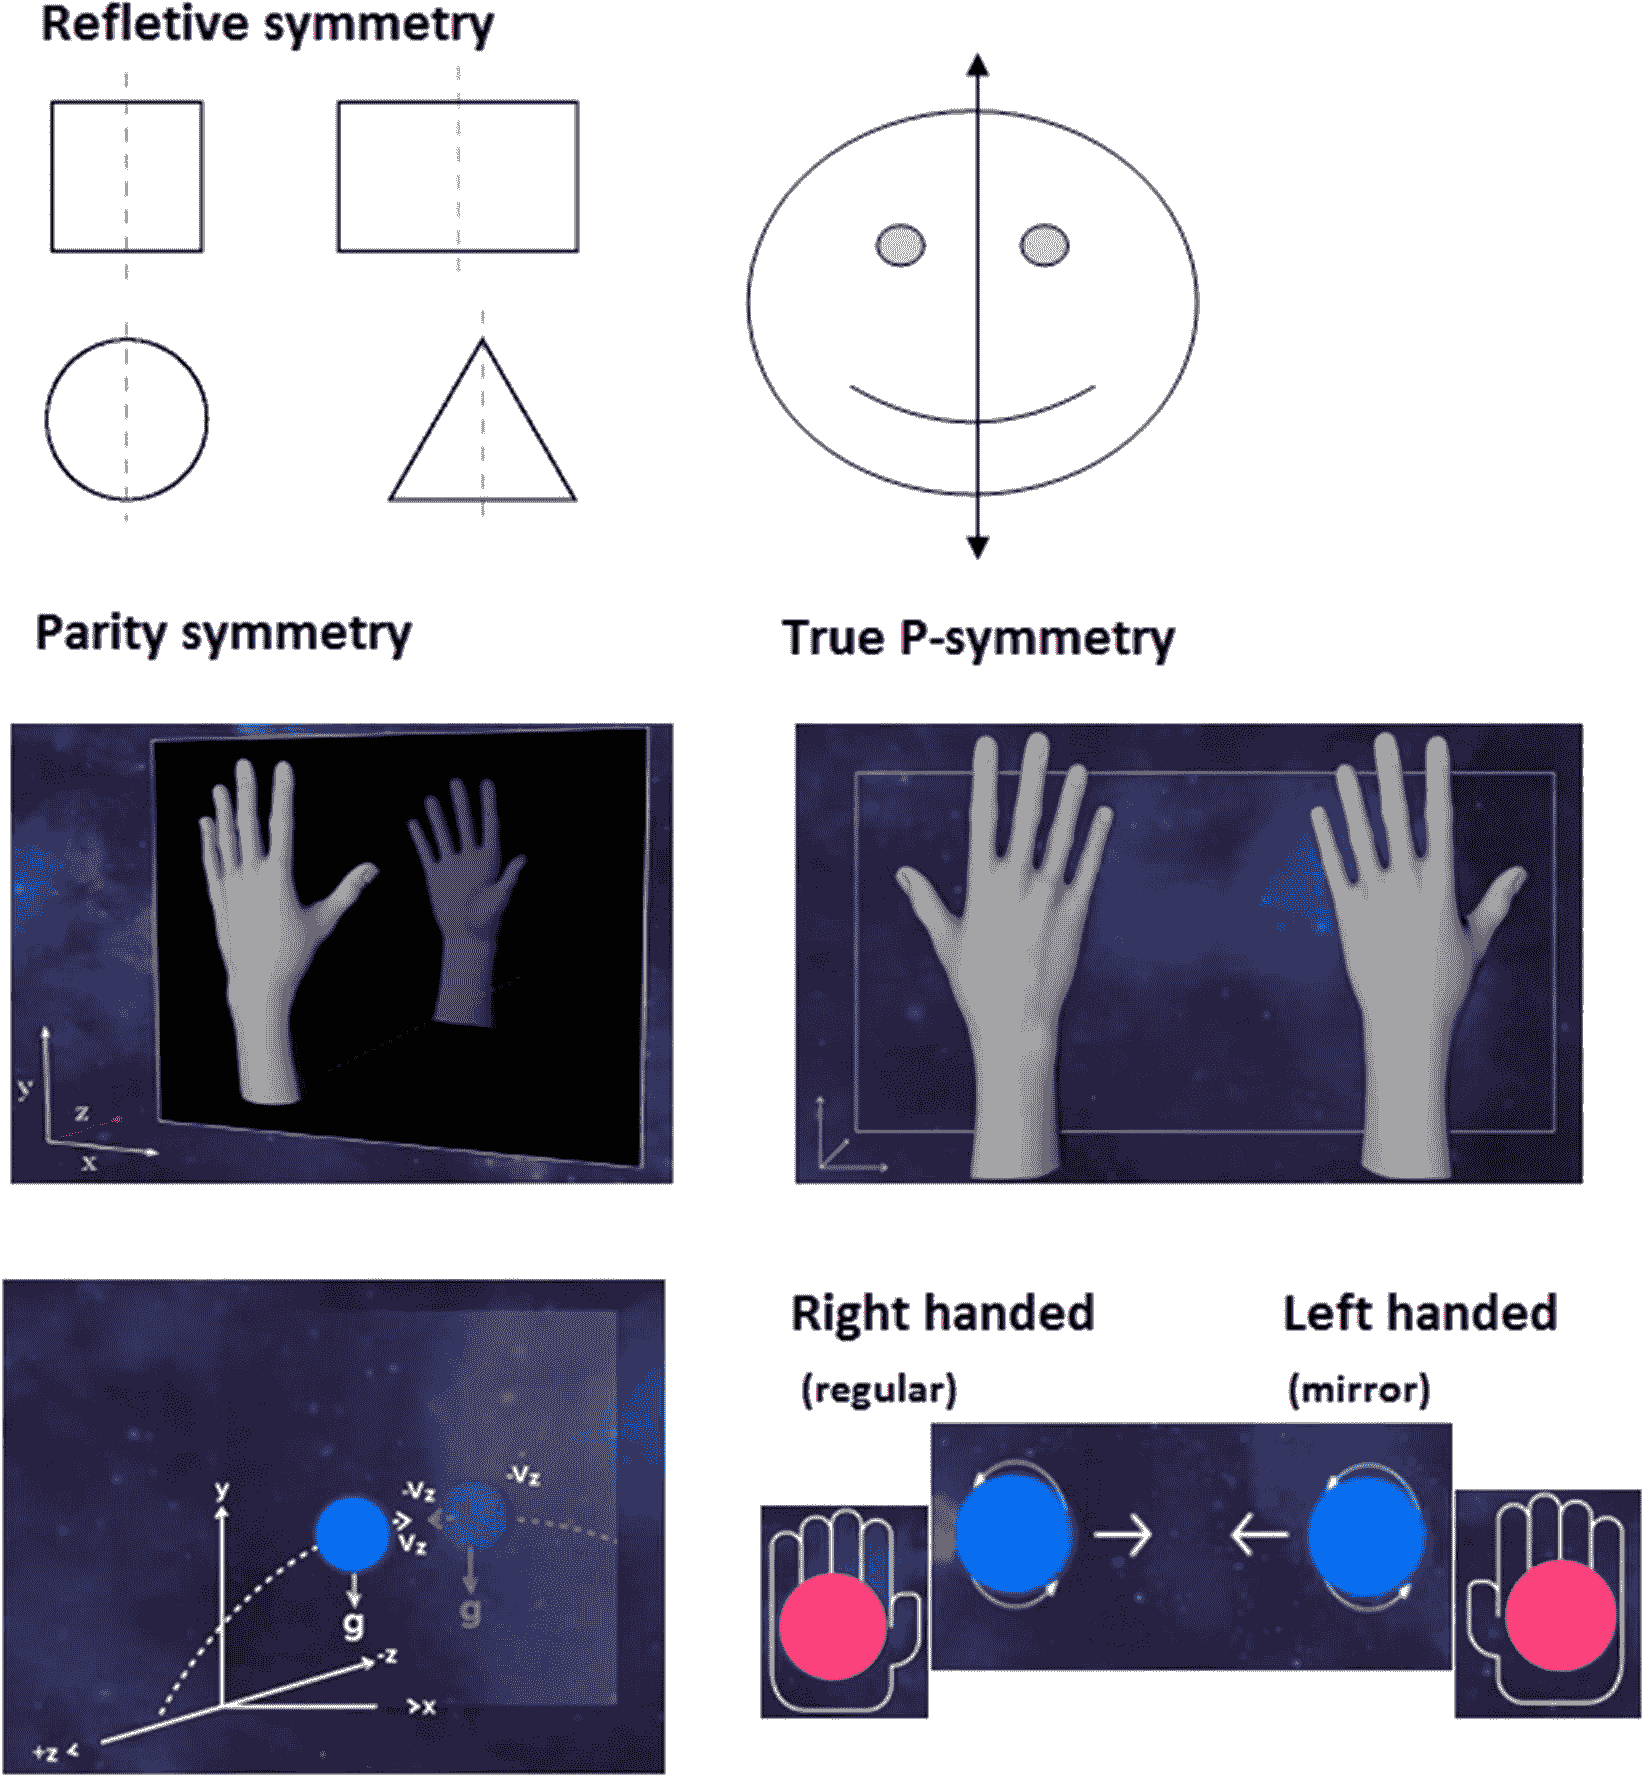 Refletive symmetry
Parity symmetry
True P-symmetry
y
z
x
y
-Vz
-Vz
Vz
g
g
-z
>x
+z <
Right handed
Left handed
(regular)
(mirror)